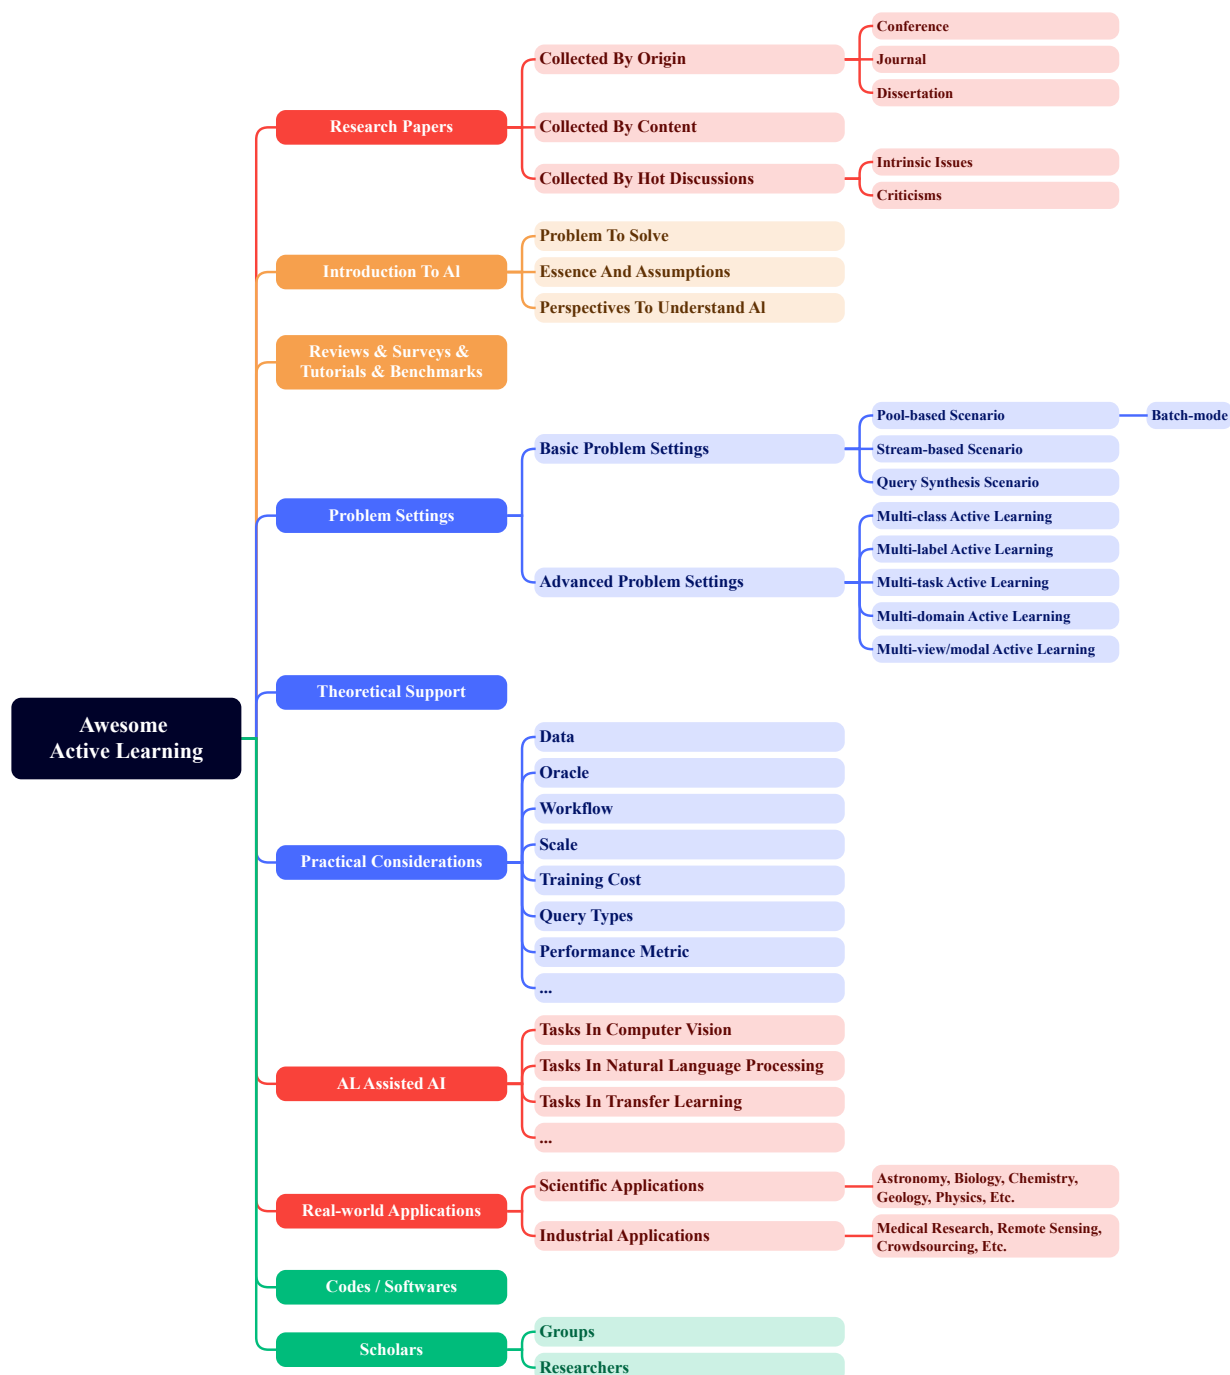 Awesome
Active Learning
Research Papers
Collected By Origin
Conference
Journal
Dissertation
Collected By Content
Collected By Hot Discussions
Intrinsic Issues
Criticisms
Introduction To Al
Problem To Solve
Essence And Assumptions
Perspectives To Understand Al
Reviews & Surveys &
Tutorials & Benchmarks
Problem Settings
Basic Problem Settings
Pool-based Scenario
Batch-mode
Stream-based Scenario
Query Synthesis Scenario
Advanced Problem Settings
Multi-class Active Learning
Multi-label Active Learning
Multi-task Active Learning
Multi-domain Active Learning
Multi-view/modal Active Learning
Theoretical Support
Practical Considerations
Data
Oracle
Workflow
Scale
Training Cost
Query Types
Performance Metric
...
AL Assisted AI
Tasks In Computer Vision
Tasks In Natural Language Processing
Tasks In Transfer Learning
...
Real-world Applications
Scientific Applications
Astronomy, Biology, Chemistry,
Geology, Physics, Etc.
Industrial Applications
Medical Research, Remote Sensing,
Crowdsourcing, Etc.
Codes / Softwares
Scholars
Groups
Researchers